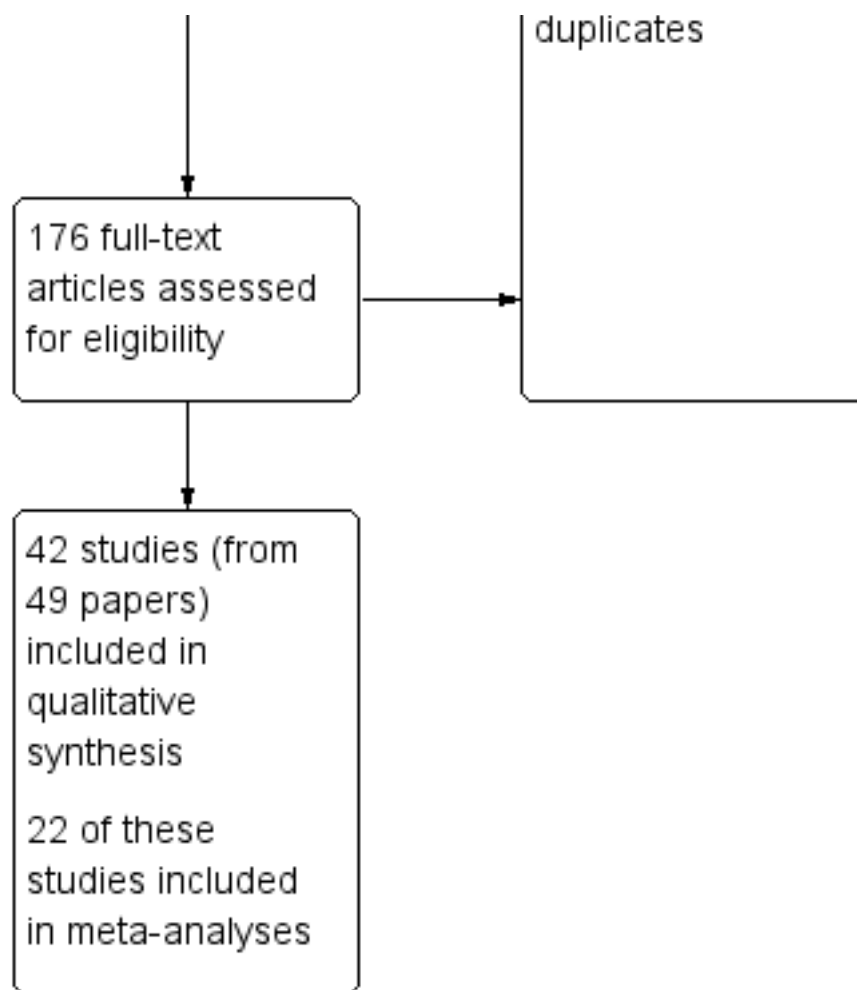 duplicates
176 full-text
articles assessed
for eligibility
42 studies (from
49 papers)
included in
qualitative
synthesis
22 of these
studies included
in meta-analyses